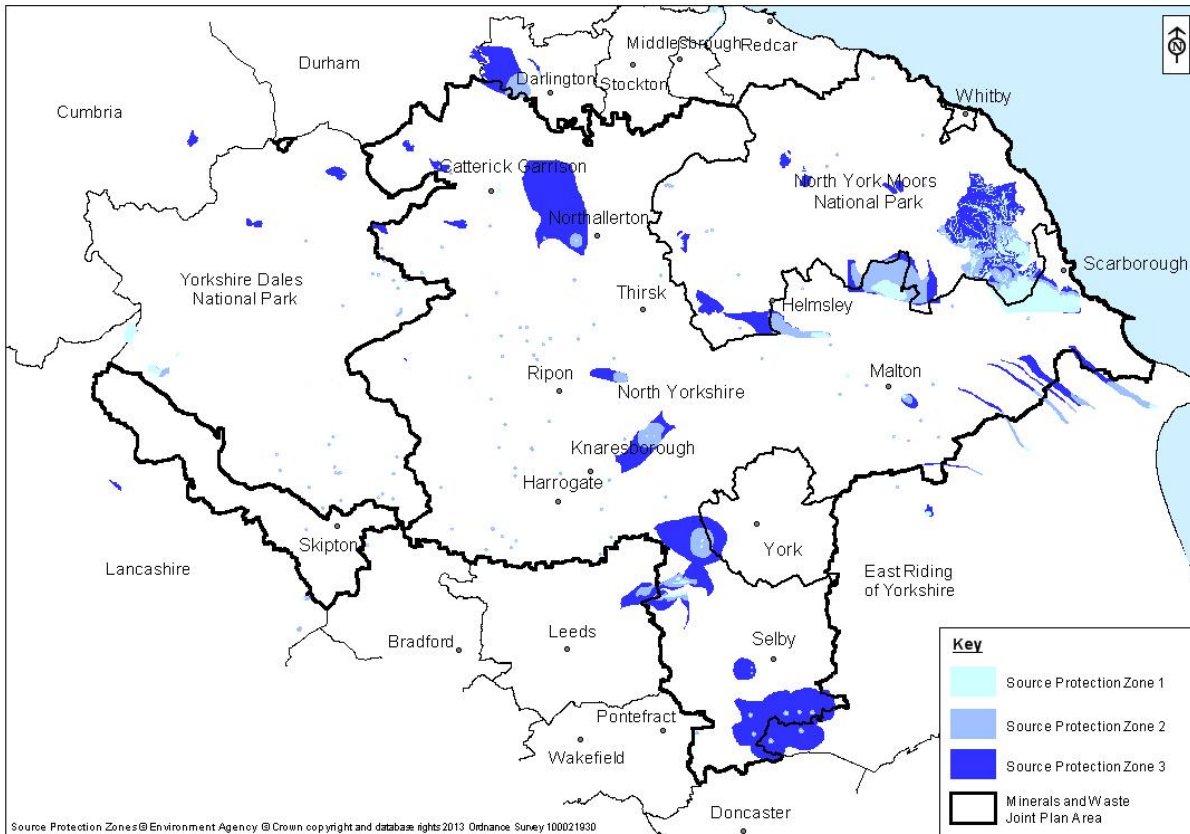 Middlesbrough
Redcar
N
Durham
Darlington
Stockton
Cumbria
Whitby
Catterick Garrison
North York Moors
National Park
Northallerton
Scarborough
Yorkshire Dales
National Park
Thirsk
Helmsley
Ripon
North Yorkshire
Malton
Knaresborough
Harrogate
Skipton
York
Lancashire
East Riding
of Yorkshire
Bradford
Leeds
Selby
Pontefract
Wakefield
Doncaster
Key
Source Protection Zone 1
Source Protection Zone 2
Source Protection Zone 3
Minerals and Waste
Joint Plan Area
Source Protection Zones © Environment Agency © Crown copyright and database rights 2013 Ordnance Survey 100021930